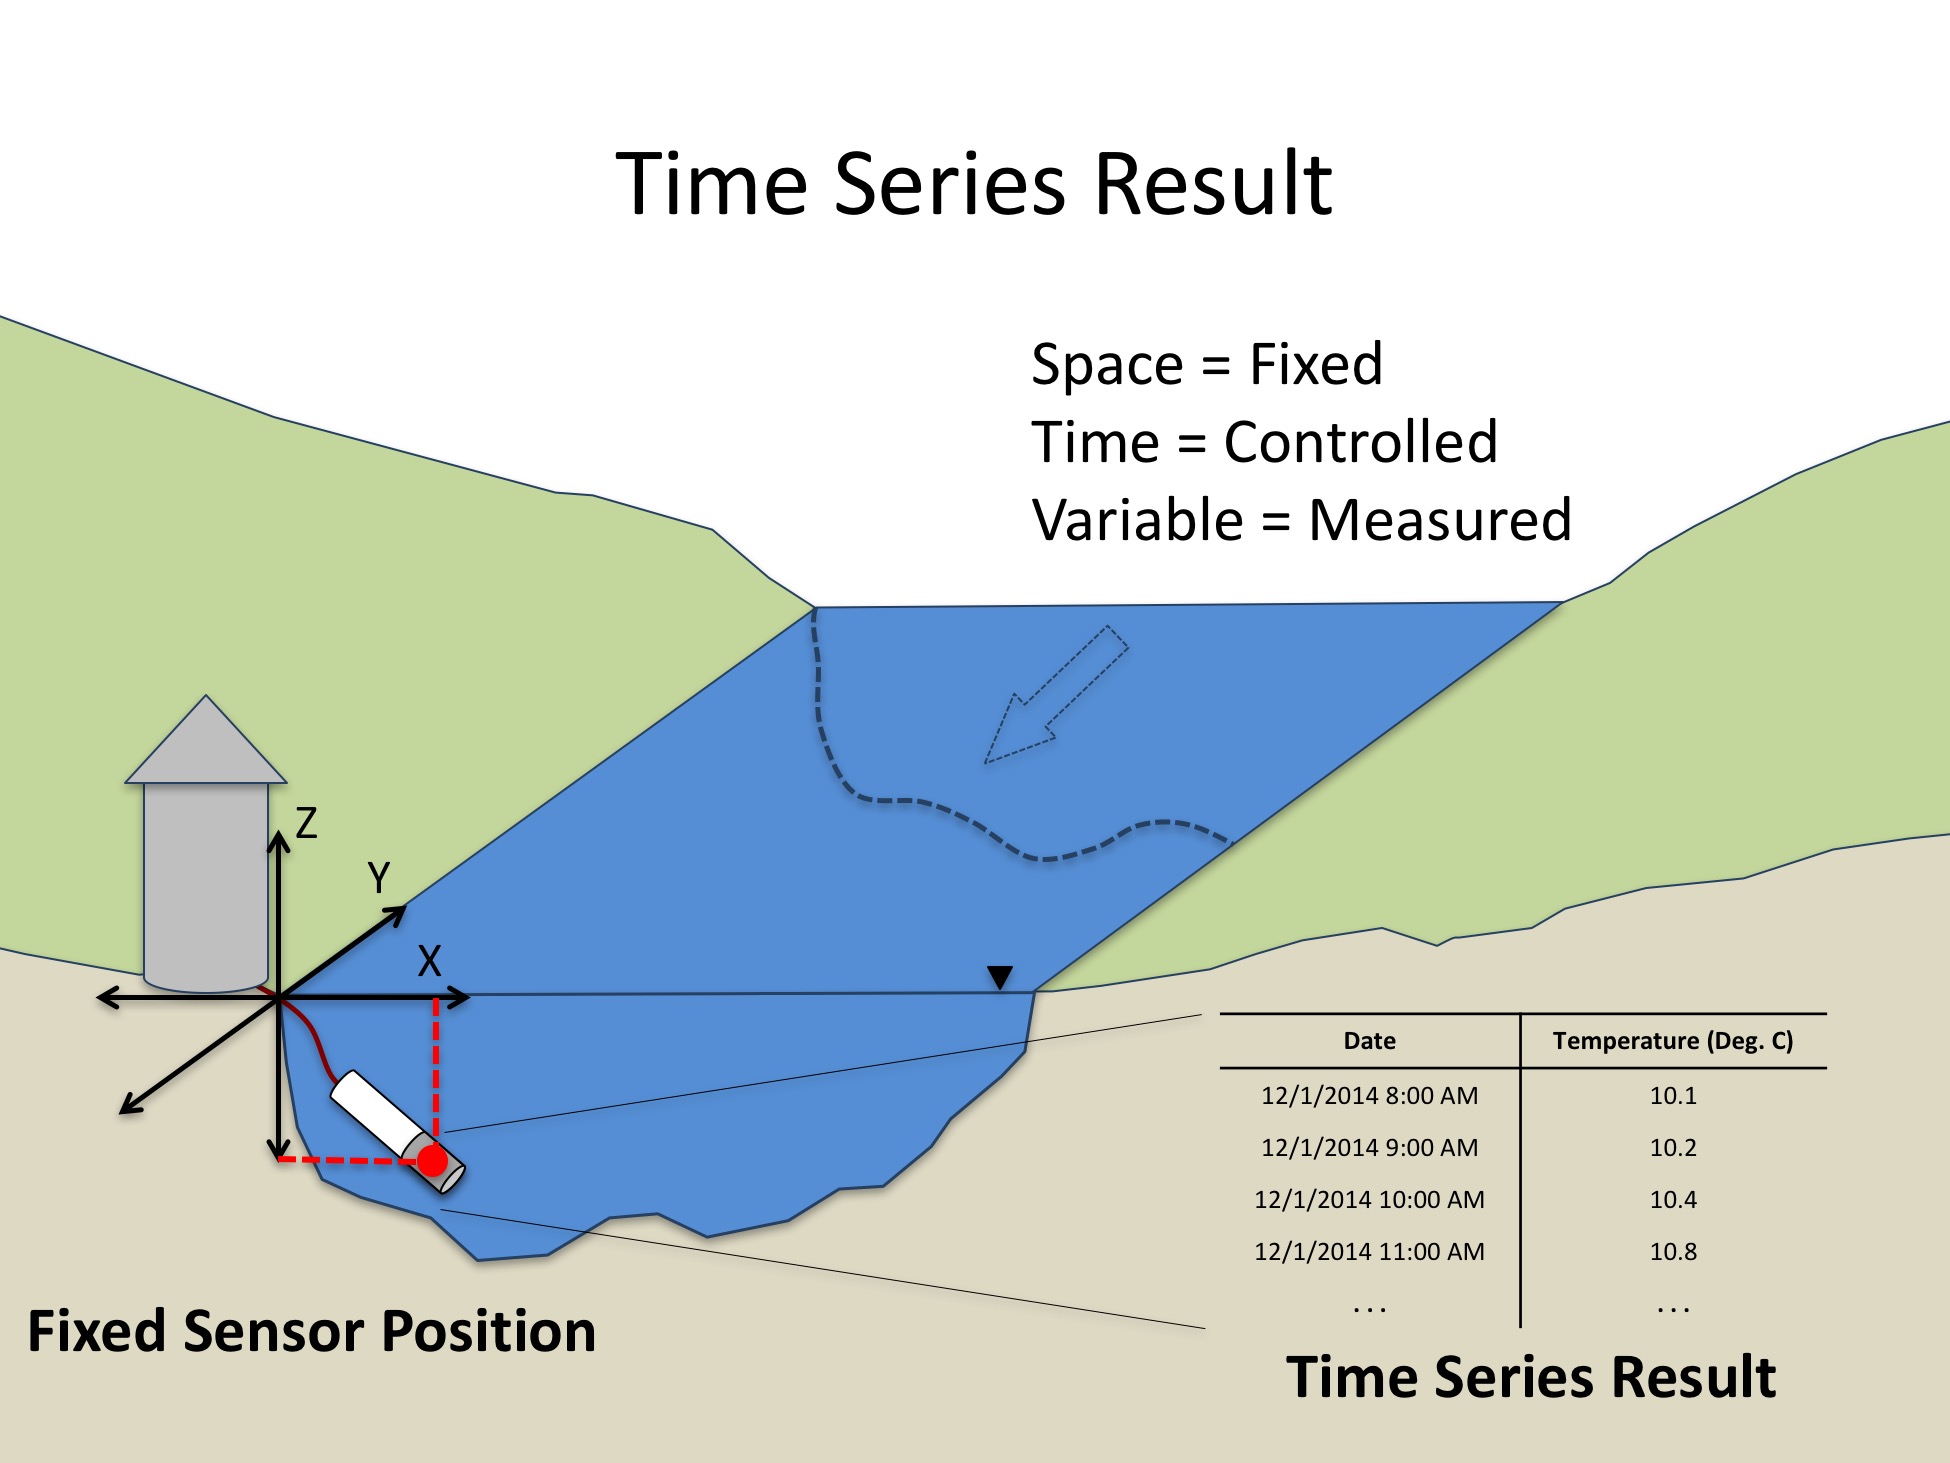 Time Series Result
Space = Fixed
Time = Controlled
Variable = Measured
Z
Y
X
Date Temperature (Deg. C)
12/1/2014 8:00 AM 10.1
12/1/2014 9:00 AM 10.2
12/1/2014 10:00 AM 10.4
12/1/2014 11:00 AM 10.8
... ...
Fixed Sensor Position
Time Series Result